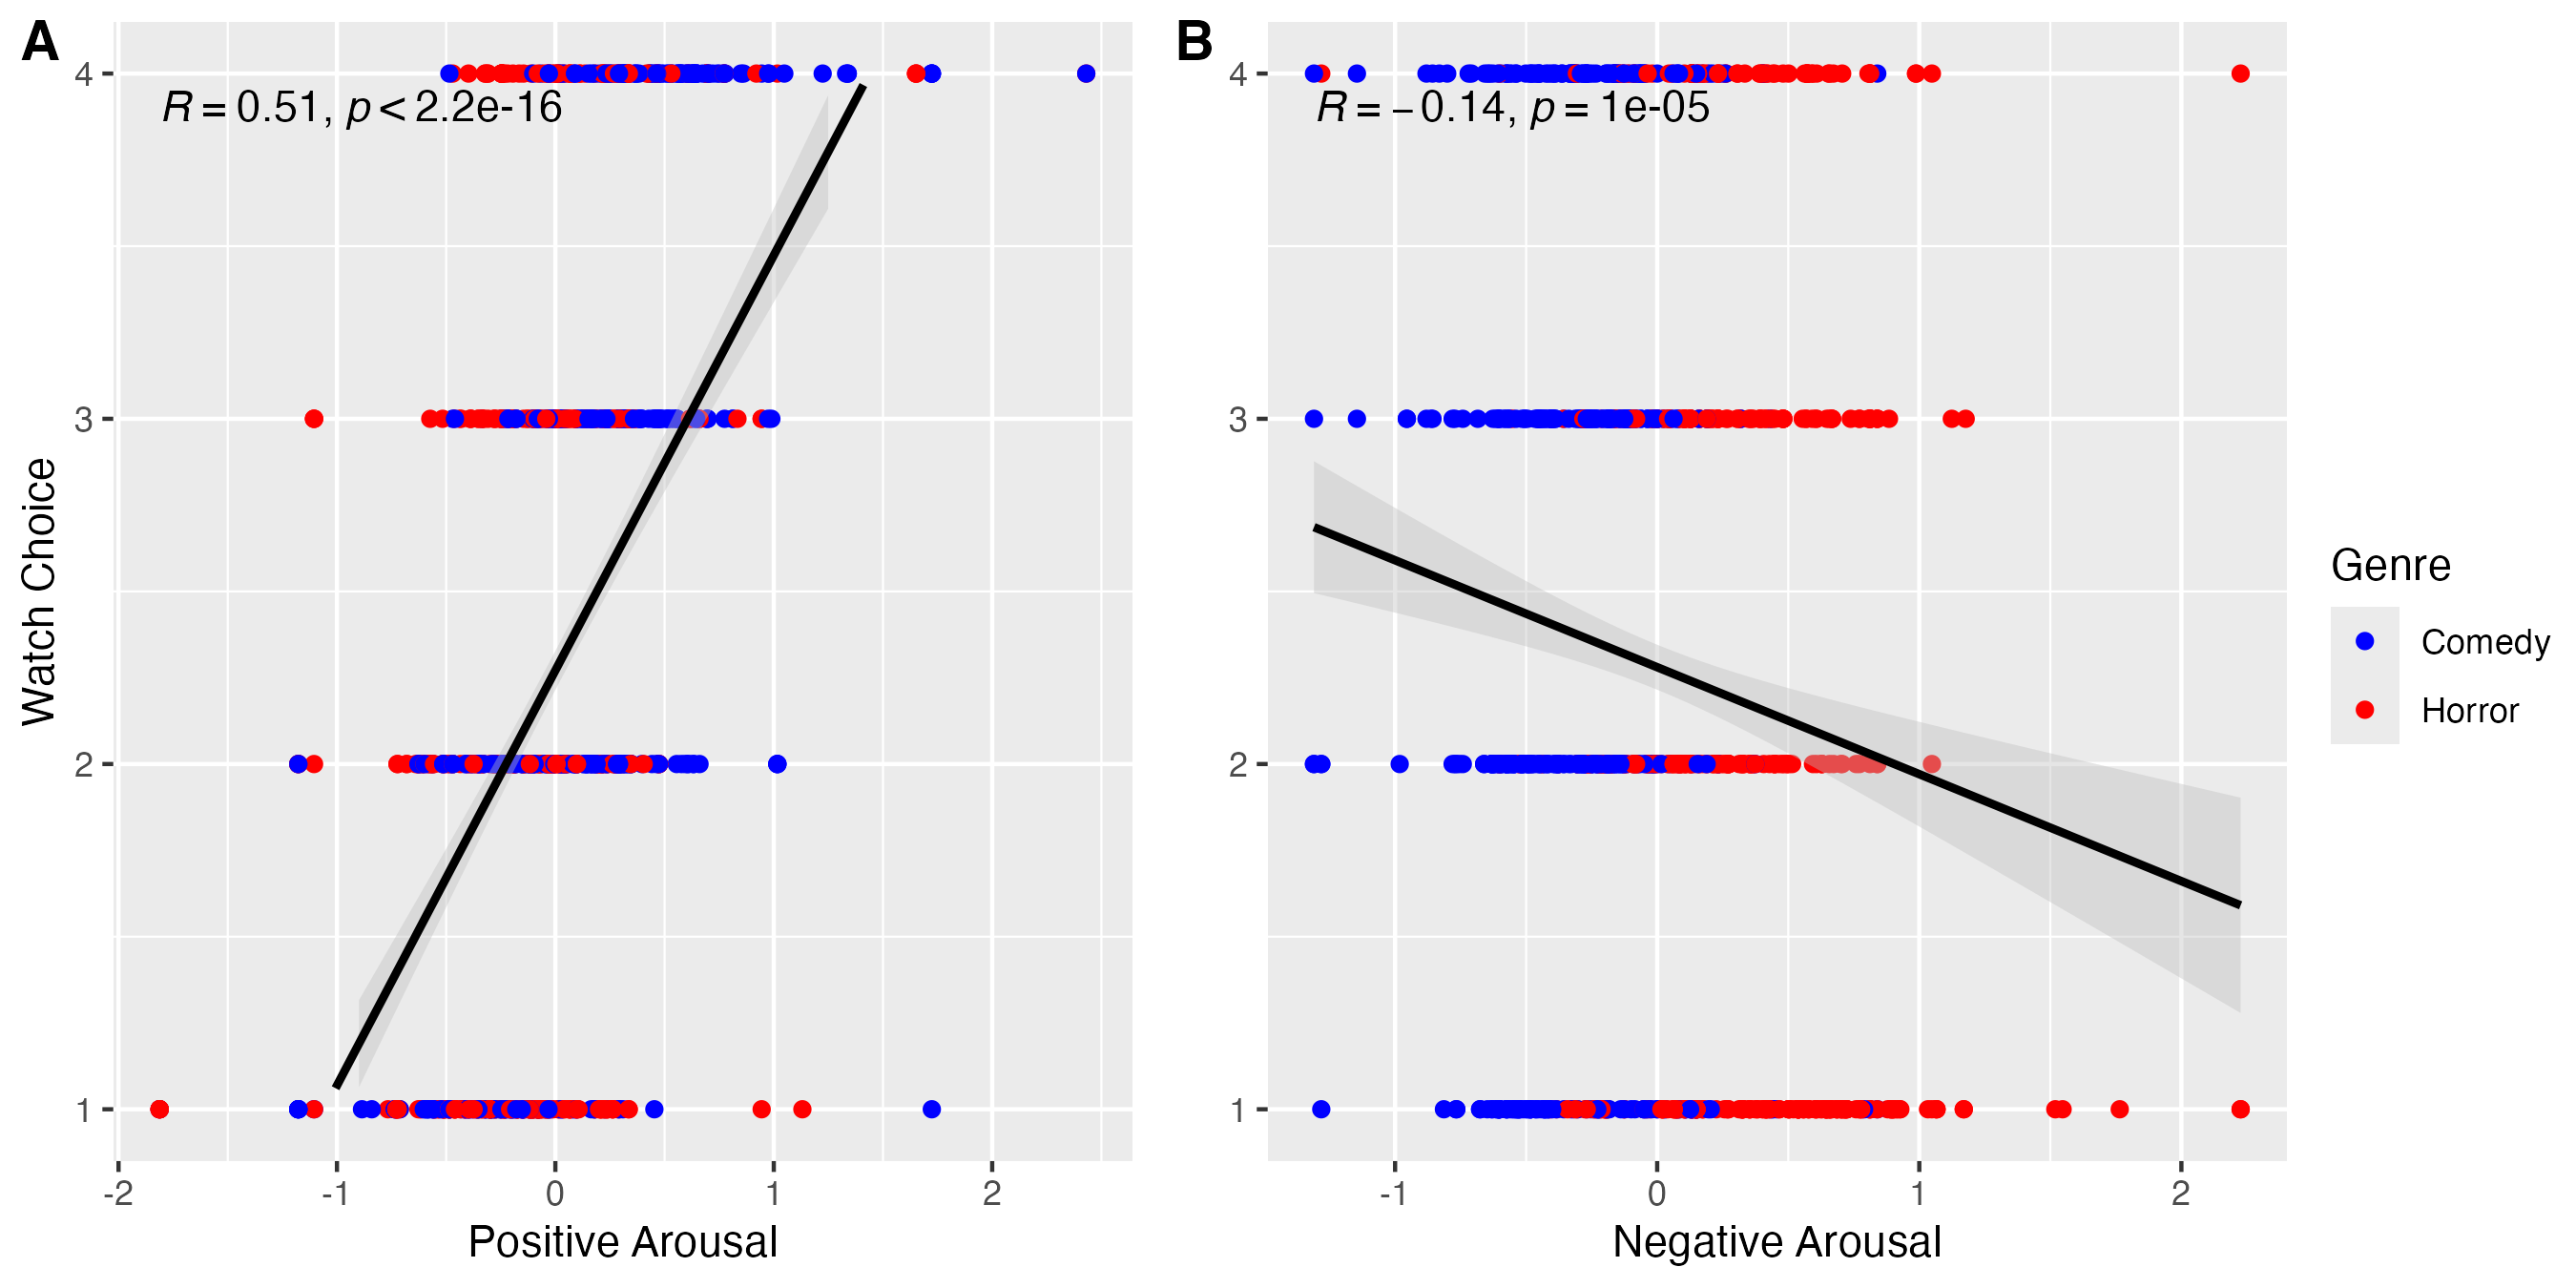 A
R = 0.51, p < 2.2e-16
4
3
2
1
Watch Choice
-2 -1 0 1 2
Positive Arousal
B
R = −0.14, p = 1e-05
4
3
2
1
-1 0 1 2
Negative Arousal
Genre
Comedy
Horror